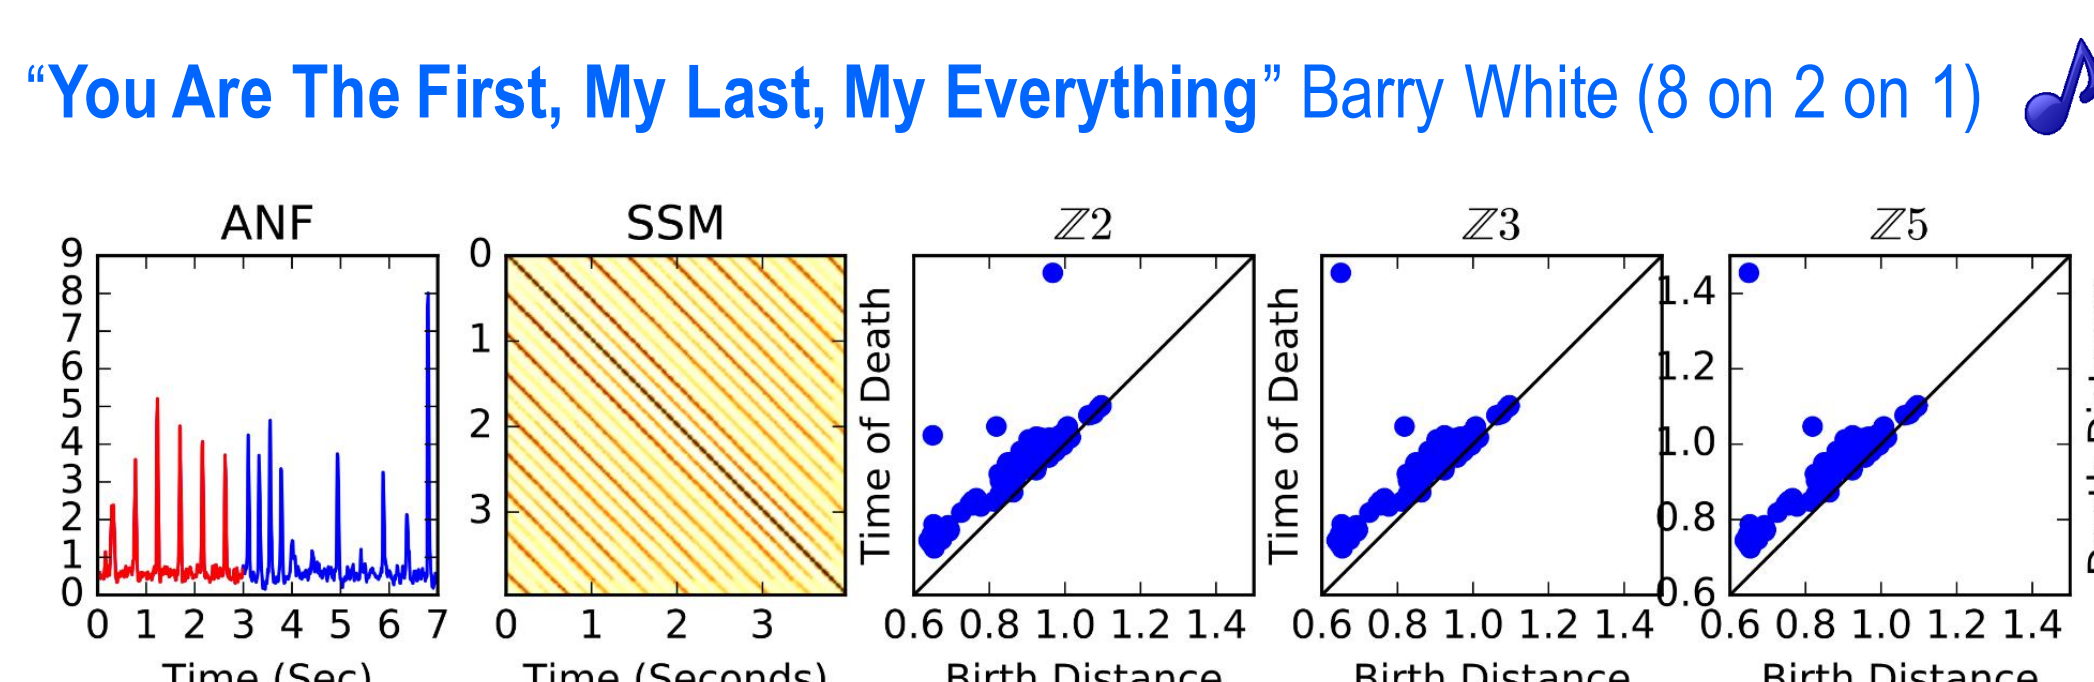 “You Are The First, My Last, My Everything” Barry White (8 on 2 on 1)
ANF
SSM
ℤ2
ℤ3
ℤ5
9
8
7
6
5
4
3
2
1
0
0 1 2 3 4 5 6 7
Time (Sec)
0
1
2
3
0 1 2 3
Time (Seconds)
Time of Death
0.6 0.8 1.0 1.2 1.4
Birth Distance
Time of Death
0.6 0.8 1.0 1.2 1.4
Birth Distance
1.4
1.2
1.0
0.8
0.6
0.6 0.8 1.0 1.2 1.4
Birth Distance